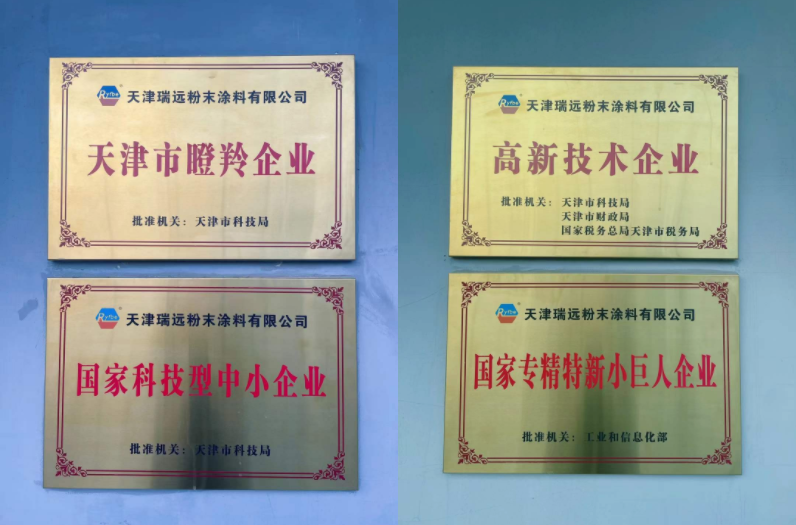 Ryfba
天津瑞远粉末涂料有限公司
天津市瞪羚企业
批准机关：天津市科技局
天津瑞远粉末涂料有限公司
高新技术企业
批准机关：天津市科技局
天津市财政局
国家税务总局天津市税务局
天津瑞远粉末涂料有限公司
国家科技型中小企业
批准机关：天津市科技局
天津瑞远粉末涂料有限公司
国家专精特新小巨人企业
批准机关：工业和信息化部